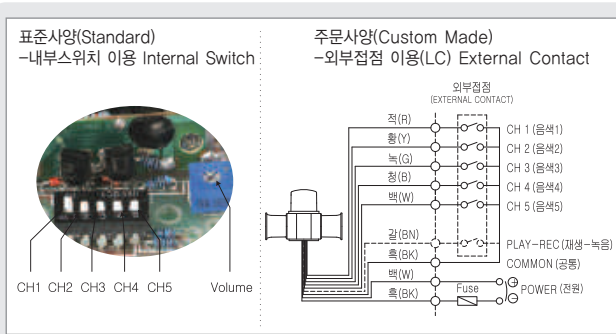 표준사양(Standard)
-내부스위치 이용 Internal Switch
CH1 CH2 CH3 CH4 CH5 Volume
주문사양(Custom Made)
-외부접점 이용(LC) External Contact
외부접점
(EXTERNAL CONTACT)
적(R) CH 1 (음색1)
황(Y) CH 2 (음색2)
녹(G) CH 3 (음색3)
청(B) CH 4 (음색4)
백(W) CH 5 (음색5)
갈(BN) PLAY-REC (재생-녹음)
흑(BK) COMMON (공통)
백(W) ⊕
Fuse POWER (전원)
흑(BK) ⊖